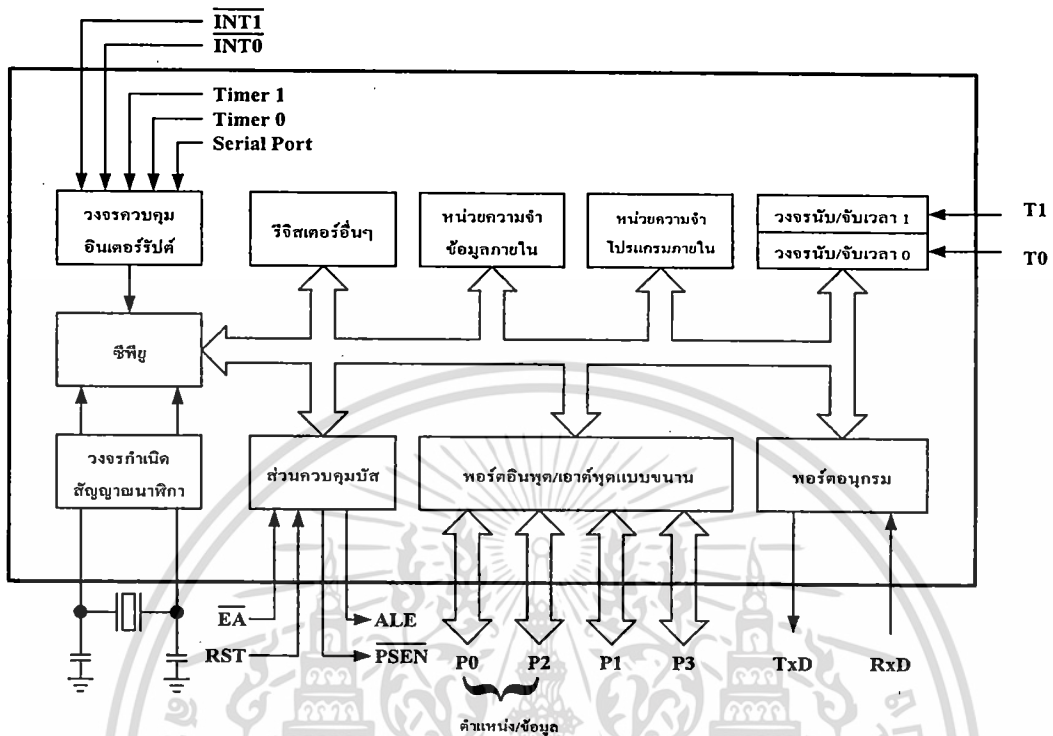 INT1
INT0
Timer 1
Timer 0
Serial Port
วงจรควบคุม
อินเตอร์รัปต์
รีจิสเตอร์อื่นๆ
หน่วยความจำ
ข้อมูลภายใน
หน่วยความจำ
โปรแกรมภายใน
วงจรนับ/จับเวลา 1
วงจรนับ/จับเวลา 0
T1
T0
ซีพียู
วงจรกำเนิด
สัญญาณนาฬิกา
ส่วนควบคุมบัส
พอร์ตอินพุต/เอาต์พุตแบบขนาน
พอร์ตอนุกรม
EA
ALE
RST
PSEN
P0
P2
P1
P3
TxD
RxD
ตำแหน่ง/ข้อมูล